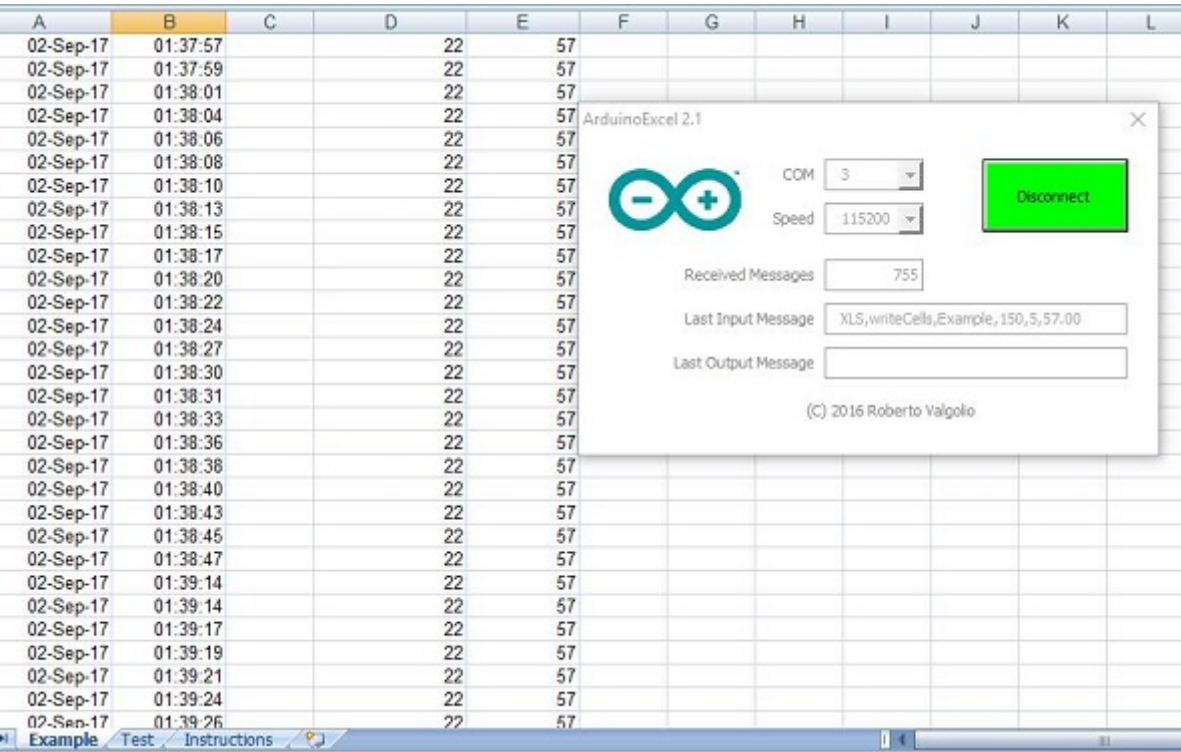 A B C D E F G H I J K L
02-Sep-17 01:37:57 22 57
02-Sep-17 01:37:59 22 57
02-Sep-17 01:38:01 22 57
02-Sep-17 01:38:04 22 57
02-Sep-17 01:38:06 22 57
02-Sep-17 01:38:08 22 57
02-Sep-17 01:38:10 22 57
02-Sep-17 01:38:13 22 57
02-Sep-17 01:38:15 22 57
02-Sep-17 01:38:17 22 57
02-Sep-17 01:38:20 22 57
02-Sep-17 01:38:22 22 57
02-Sep-17 01:38:24 22 57
02-Sep-17 01:38:27 22 57
02-Sep-17 01:38:30 22 57
02-Sep-17 01:38:31 22 57
02-Sep-17 01:38:33 22 57
02-Sep-17 01:38:36 22 57
02-Sep-17 01:38:38 22 57
02-Sep-17 01:38:40 22 57
02-Sep-17 01:38:43 22 57
02-Sep-17 01:38:45 22 57
02-Sep-17 01:38:47 22 57
02-Sep-17 01:39:14 22 57
02-Sep-17 01:39:14 22 57
02-Sep-17 01:39:17 22 57
02-Sep-17 01:39:19 22 57
02-Sep-17 01:39:21 22 57
02-Sep-17 01:39:24 22 57
02-Sep-17 01:39:26 22 57
ArduinoExcel 2.1
COM 3
Disconnect
Speed 115200
Received Messages 755
Last Input Message XLS,writeCells,Example,150,5,57.00
Last Output Message
(C) 2016 Roberto Valgolio
Example Test Instructions